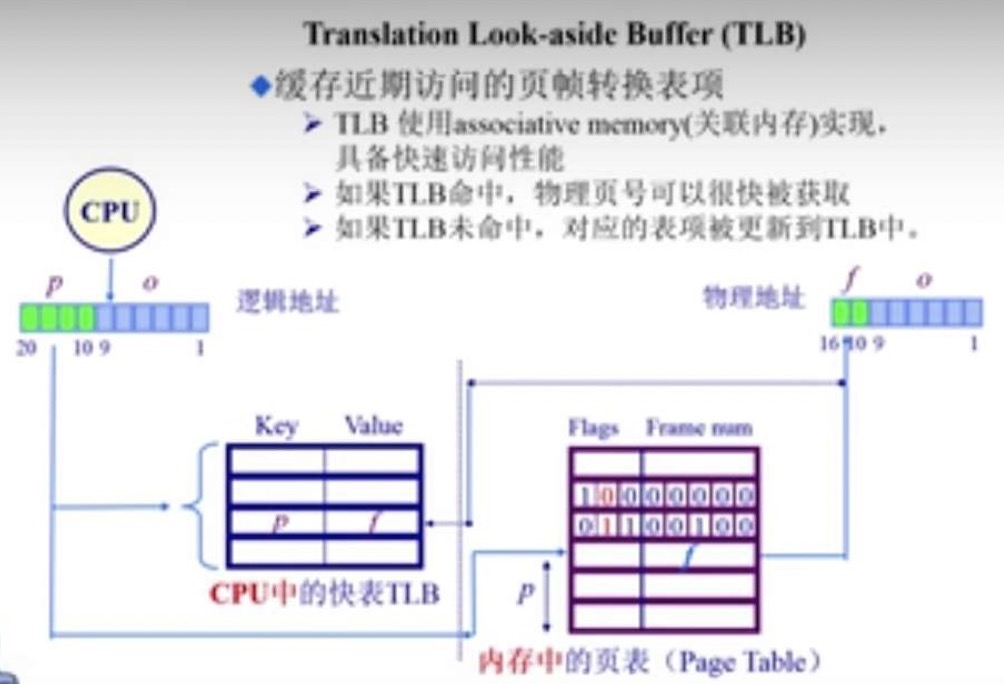 Translation Look-aside Buffer (TLB)
◆缓存近期访问的页帧转换表项
➢ TLB 使用associative memory(关联内存)实现，
具备快速访问性能
➢ 如果TLB命中，物理页号可以很快被获取
➢ 如果TLB未命中，对应的表项被更新到TLB中。
CPU
p o
逻辑地址
20 10 9 1
物理地址
f o
16 10 9 1
Key Value
p f
CPU中的快表TLB
Flags Frame num
1 0 0 0 0 0 0 0
0 1 1 0 0 1 0 0
f
p
内存中的页表（Page Table）